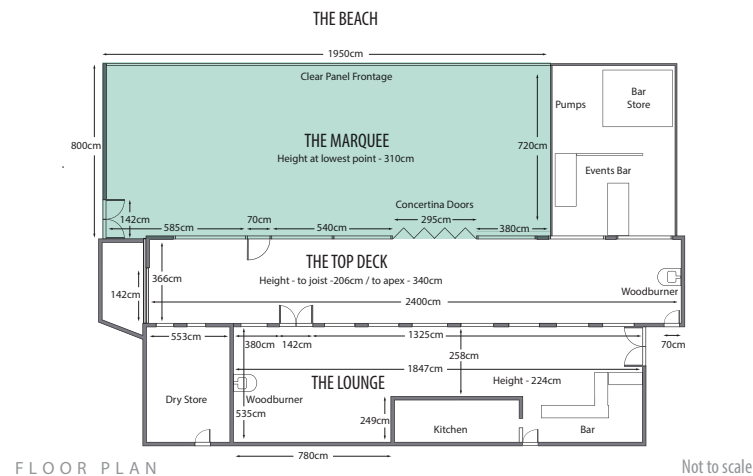 THE BEACH
1950cm
Clear Panel Frontage
Pumps
Bar
Store
THE MARQUEE
Height at lowest point - 310cm
800cm
720cm
Events Bar
Concertina Doors
142cm
585cm
70cm
540cm
295cm
380cm
THE TOP DECK
Height - to joist -206cm / to apex - 340cm
366cm
142cm
2400cm
Woodburner
553cm
380cm
142cm
1325cm
70cm
258cm
1847cm
THE LOUNGE
Height - 224cm
Dry Store
Woodburner
535cm
249cm
Kitchen
Bar
780cm
FLOOR PLAN
Not to scale